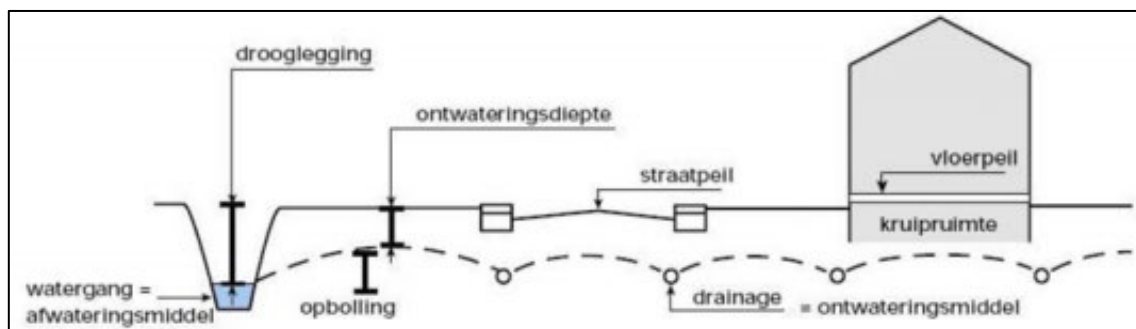 drooglegging
ontwateringsdiepte
straatpeil
vloerpeil
kruipruimte
watergang =
afwateringsmiddel
opbolling
drainage = ontwateringsmiddel